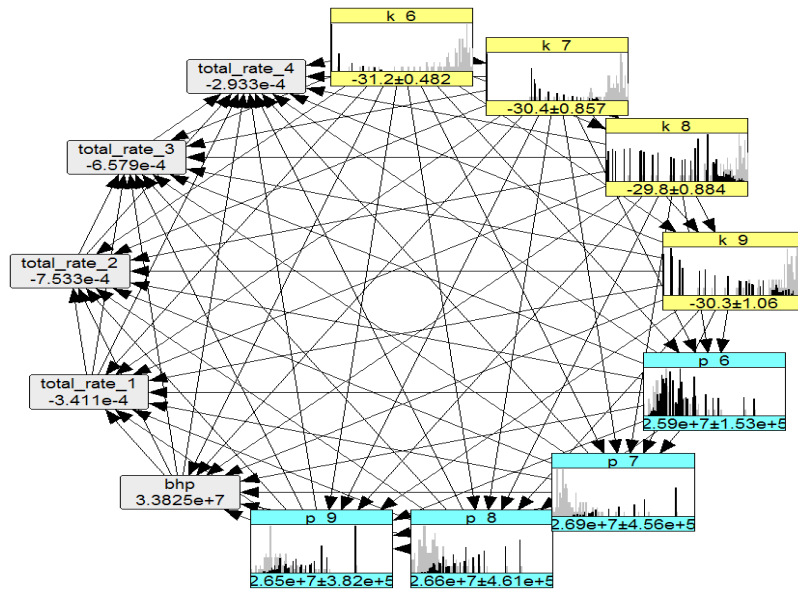 k 6
-31.2±0.482
k 7
-30.4±0.857
total_rate_4
-2.933e-4
k 8
-29.8±0.884
total_rate_3
-6.579e-4
k 9
-30.3±1.06
total_rate_2
-7.533e-4
p 6
2.59e+7±1.53e+5
total_rate_1
-3.411e-4
p 7
2.69e+7±4.56e+5
bhp
3.3825e+7
p 9
2.65e+7±3.82e+5
p 8
2.66e+7±4.61e+5